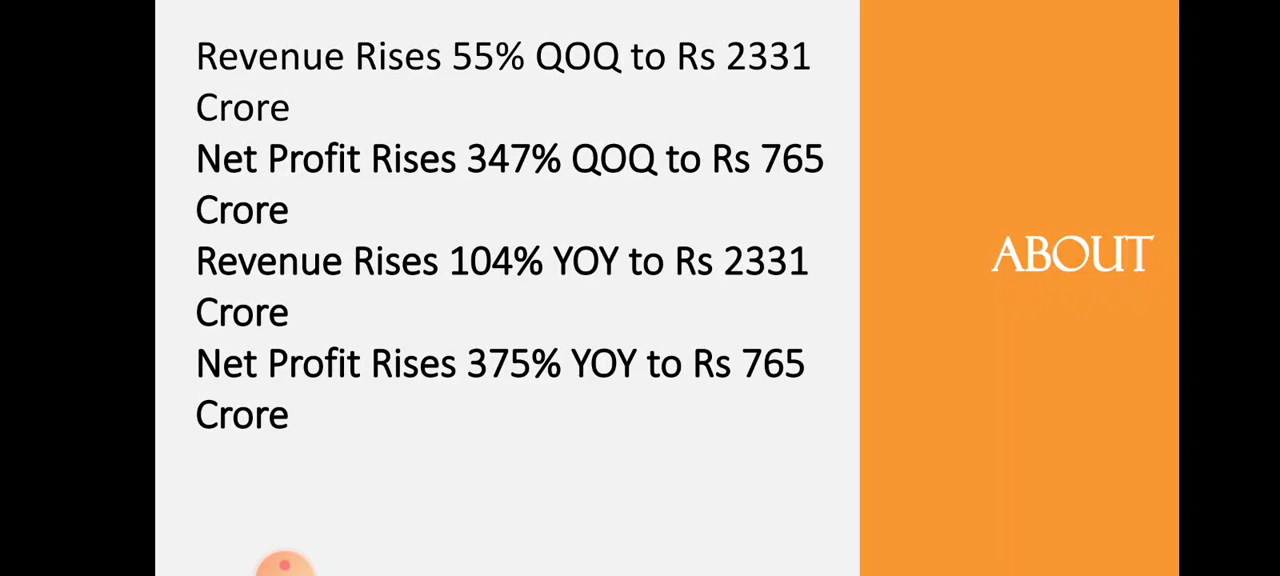 Revenue Rises 55% QOQ to Rs 2331
Crore
Net Profit Rises 347% QOQ to Rs 765
Crore
Revenue Rises 104% YOY to Rs 2331
Crore
Net Profit Rises 375% YOY to Rs 765
Crore
ABOUT